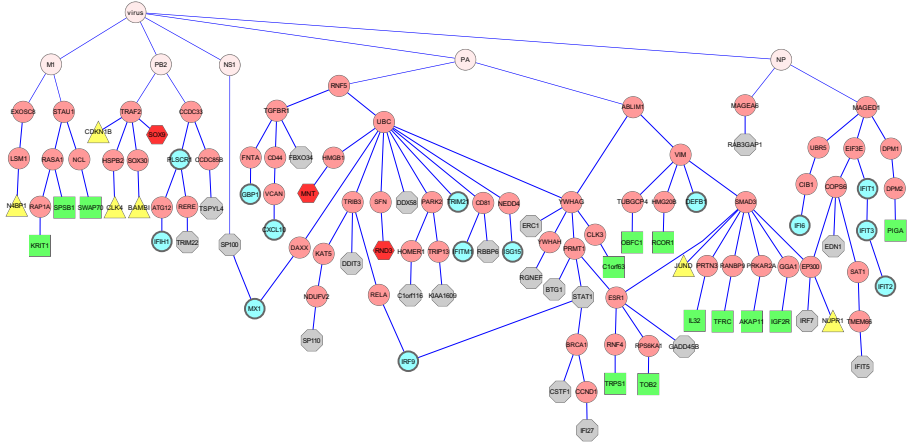 virus
M1
PB2
NS1
PA
NP
RNF5
EXOSC8
STAU1
TRAF2
CCDC33
TGFBR1
ABLIM1
MAGEA6
MAGED1
CDKN1B
SOX9
UBC
RAB3GAP1
UBR5
EIF3E
DPM1
LSM1
RASA1
NCL
HSPB2
SOX30
PLSCR1
CCDC85B
FNTA
CD44
FBXO34
HMGB1
VIM
CIB1
COPS6
IFIT1
DPM2
GBP1
VCAN
MNT
N4BP1
RAP1A
SPSB1
SWAP70
CLK4
BAMBI
ATG12
RERE
TSPYL4
TRIB3
SFN
DDX58
PARK2
TRIM21
CD81
NEDD4
YWHAG
TUBGCP4
HMG20B
DEFB1
SMAD3
CXCL10
ERC1
IFI6
EDN1
IFIT3
PIGA
KRIT1
IFIH1
TRIM22
SP100
DAXX
KAT5
DDIT3
RND3
HOMER1
TRIP13
IFITM1
RBBP6
ISG15
YWHAH
PRMT1
CLK3
DBFC1
RCOR1
JUND
PRTN3
RANBP9
PRKAR2A
GGA1
EP300
SAT1
RGNEF
C1orf63
IFIT2
MX1
NDUFV2
RELA
C1orf116
KIAA1609
BTG1
STAT1
ESR1
IL32
TFRC
AKAP11
IGF2R
IRF7
NUPR1
TMEM66
SP110
IRF9
BRCA1
RNF4
RPS6KA1
GADD45B
IFIT5
CSTF1
CCND1
TRPS1
TOB2
IFI27